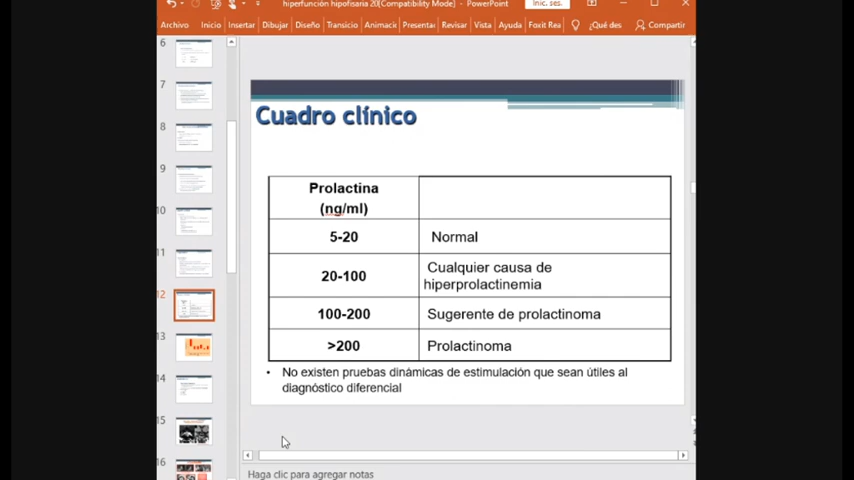 hiperfunción hipofisaria 20[Compatibility Mode] - PowerPoint
Inic. ses.
Archivo Inicio Insertar Dibujar Diseño Transicio Animacio Presentar Revisar Vista Ayuda Foxit Rea ¿Qué des Compartir
6
7
8
9
10
11
12
13
14
15
16
Cuadro clínico
Prolactina
(ng/ml)
5-20 Normal
20-100 Cualquier causa de
hiperprolactinemia
100-200 Sugerente de prolactinoma
>200 Prolactinoma
• No existen pruebas dinámicas de estimulación que sean útiles al
diagnóstico diferencial
Haga clic para agregar notas